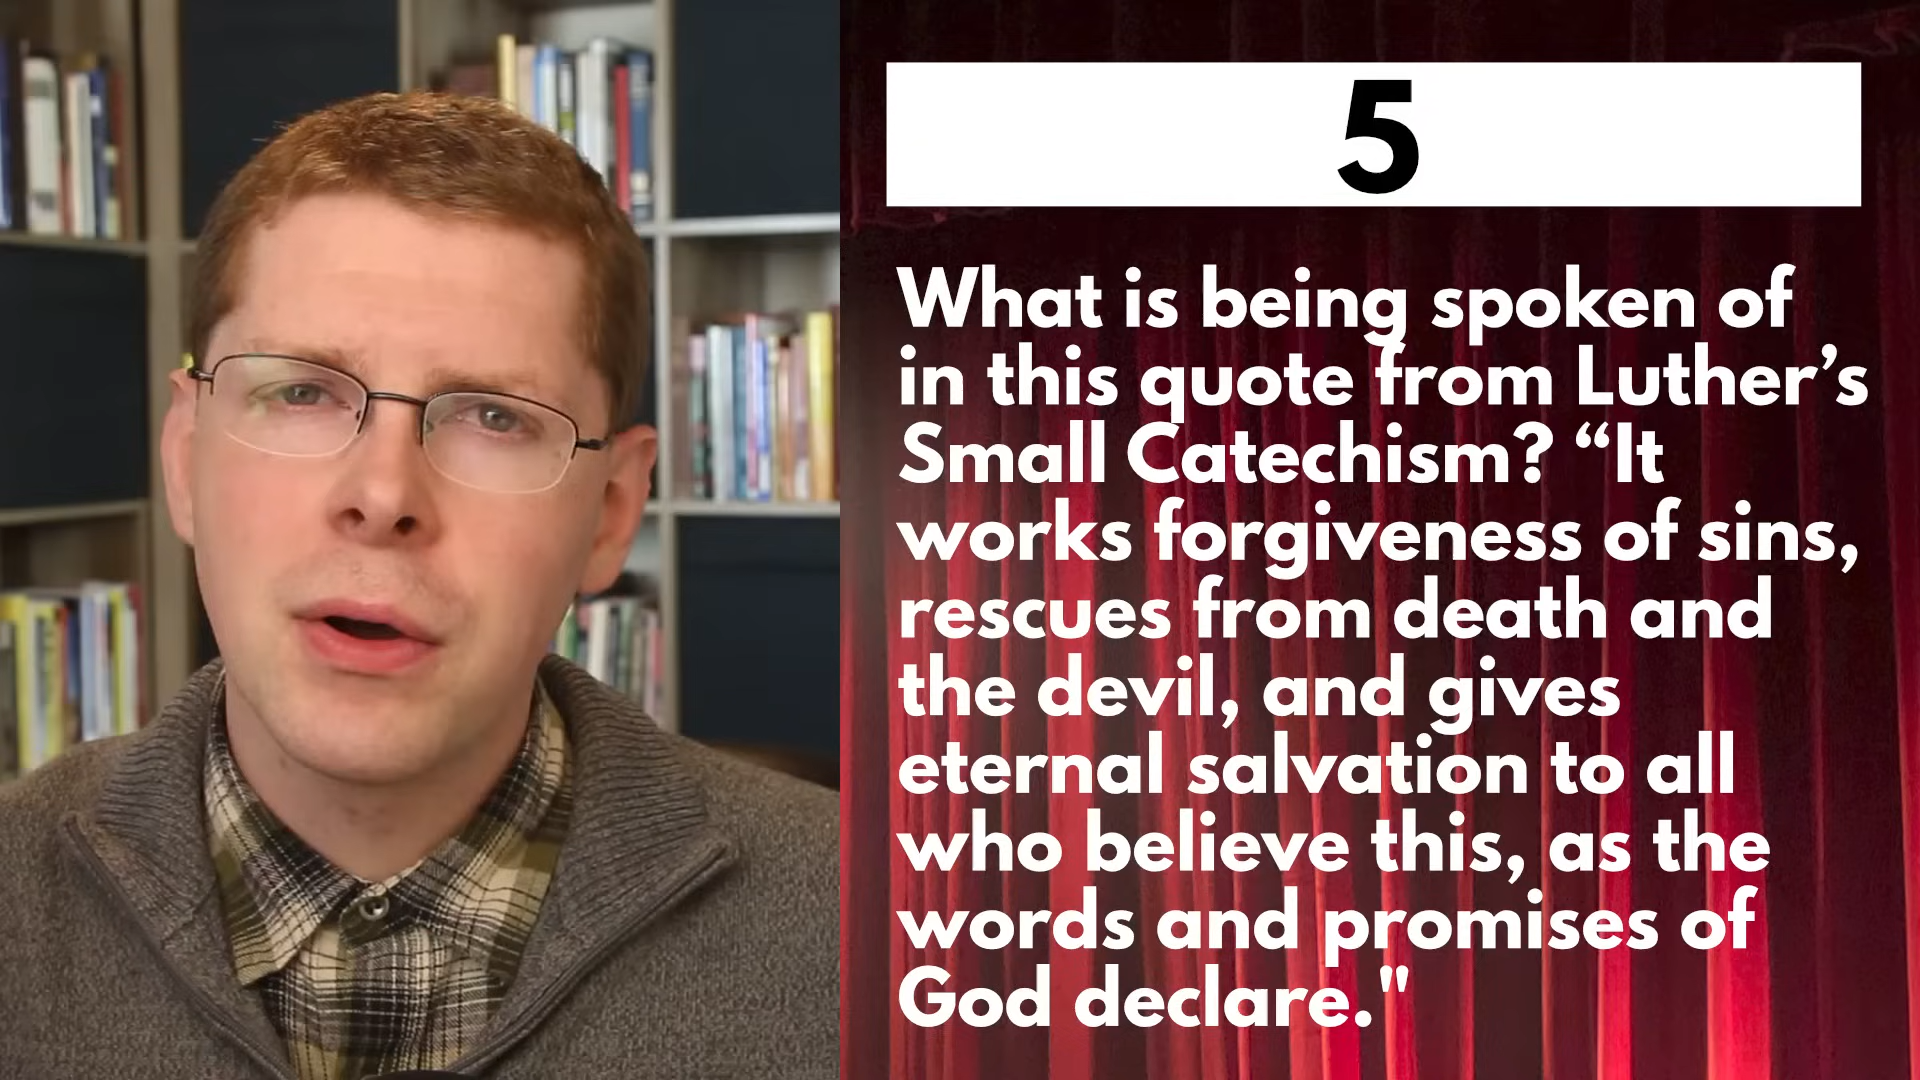 5
What is being spoken of
in this quote from Luther’s
Small Catechism? “It
works forgiveness of sins,
rescues from death and
the devil, and gives
eternal salvation to all
who believe this, as the
words and promises of
God declare."